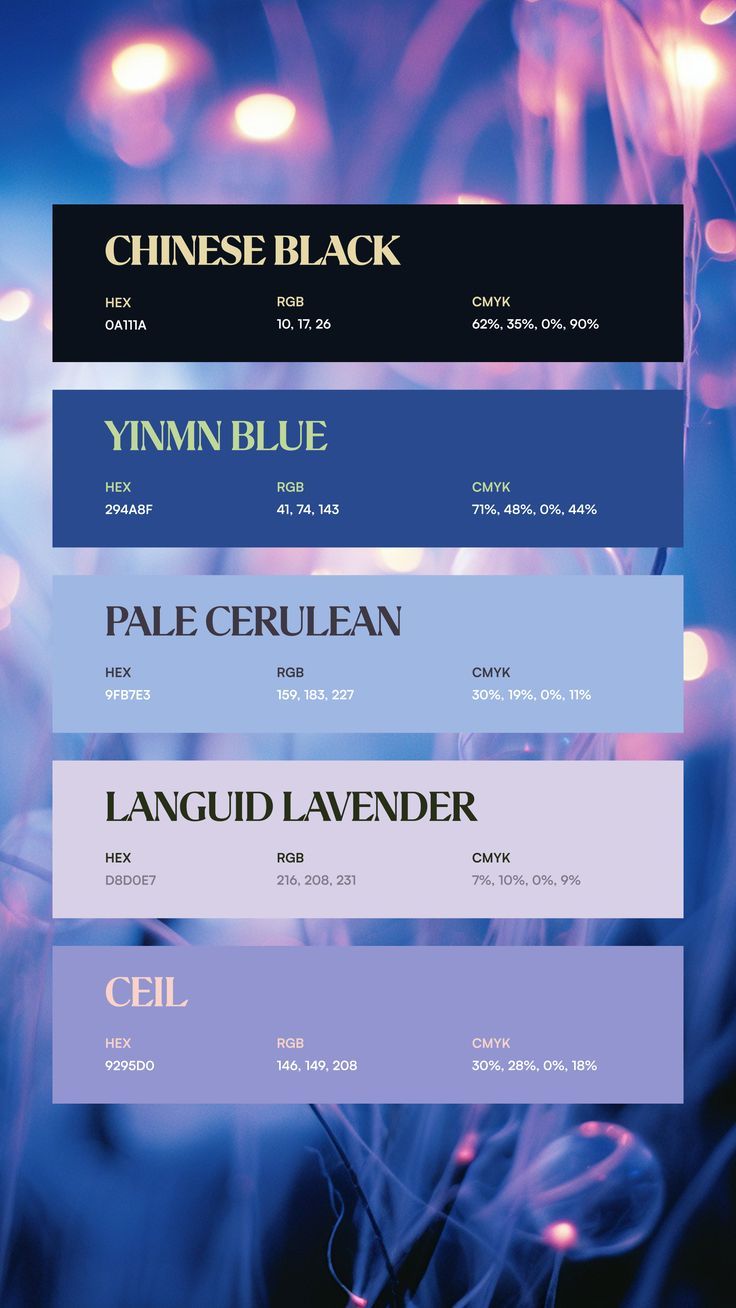 CHINESE BLACK
HEX RGB CMYK
0A111A 10, 17, 26 62%, 35%, 0%, 90%
YINMN BLUE
HEX RGB CMYK
294A8F 41, 74, 143 71%, 48%, 0%, 44%
PALE CERULEAN
HEX RGB CMYK
9FB7E3 159, 183, 227 30%, 19%, 0%, 11%
LANGUID LAVENDER
HEX RGB CMYK
D8D0E7 216, 208, 231 7%, 10%, 0%, 9%
CEIL
HEX RGB CMYK
9295D0 146, 149, 208 30%, 28%, 0%, 18%